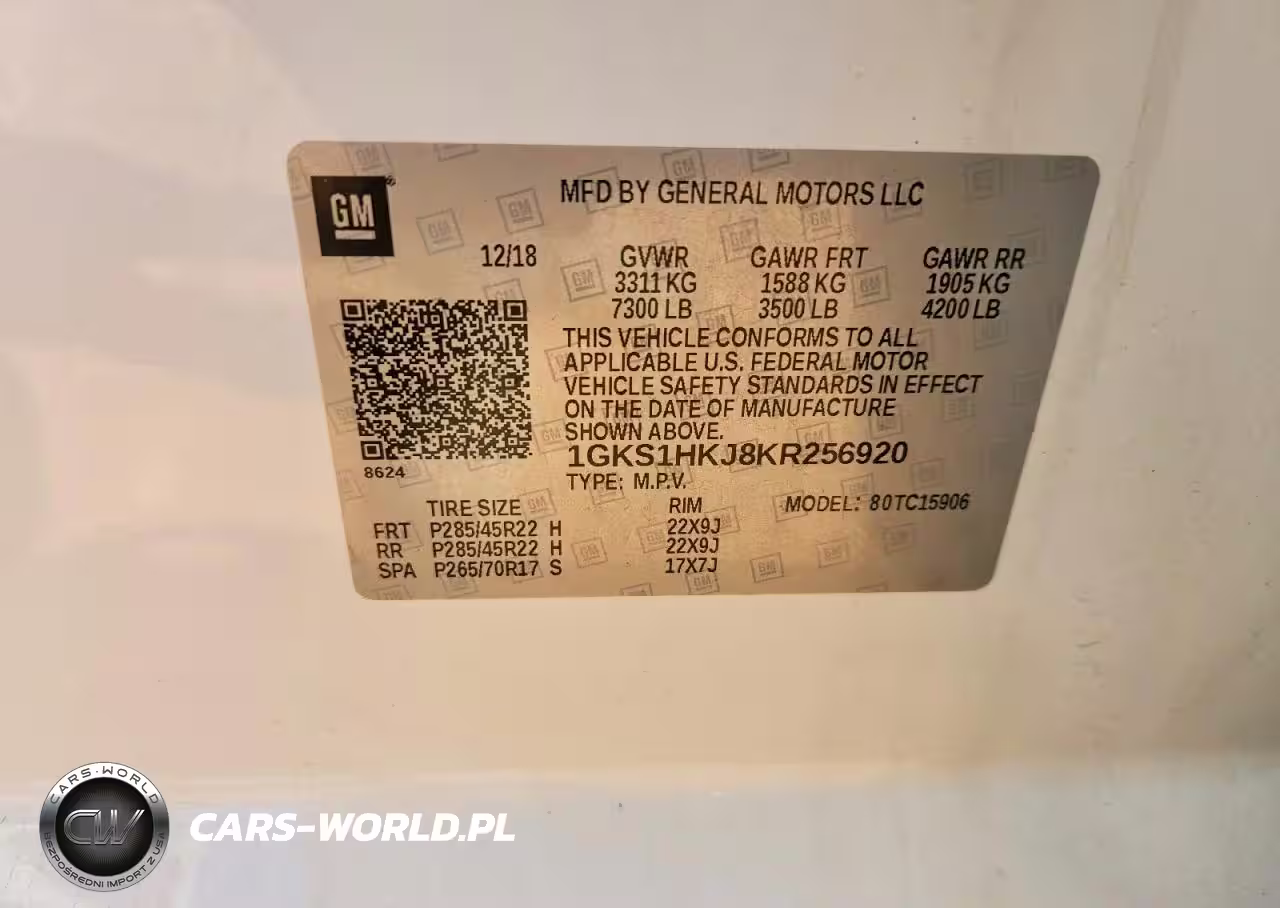 GM
MFD BY GENERAL MOTORS LLC
12/18 GVWR GAWR FRT GAWR RR
3311 KG 1588 KG 1905 KG
7300 LB 3500 LB 4200 LB
THIS VEHICLE CONFORMS TO ALL
APPLICABLE U.S. FEDERAL MOTOR
VEHICLE SAFETY STANDARDS IN EFFECT
ON THE DATE OF MANUFACTURE
SHOWN ABOVE.
1GKS1HKJ8KR256920
8624
TYPE: M.P.V.
TIRE SIZE RIM MODEL: 80TC15906
FRT P285/45R22 H 22X9J
RR P285/45R22 H 22X9J
SPA P265/70R17 S 17X7J
CARS-WORLD
CW
BEZPOŚREDNI IMPORT Z USA
CARS-WORLD.PL